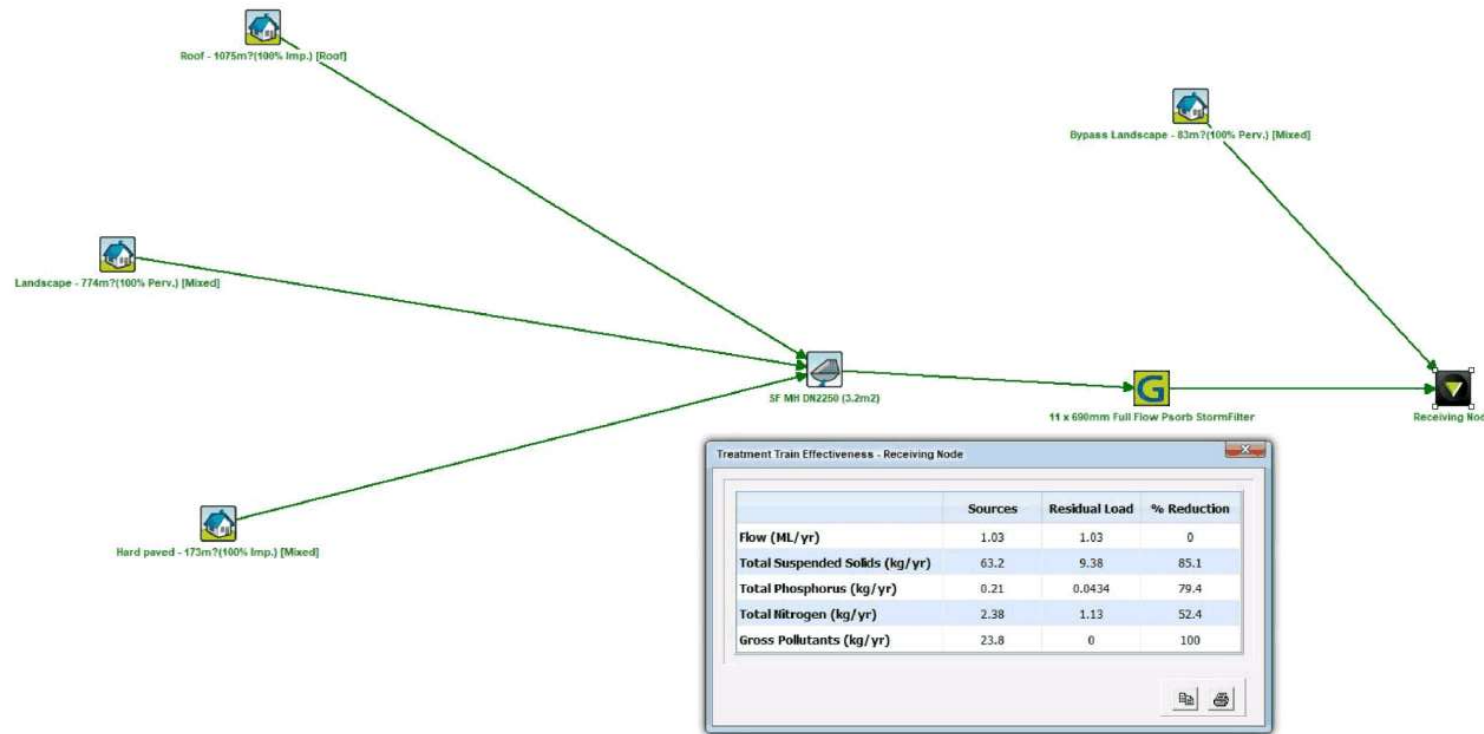 Roof - 1075m?(100% Imp.) [Roof]
Bypass Landscape - 83m?(100% Perv.) [Mixed]
Landscape - 774m?(100% Perv.) [Mixed]
SF MH DN2250 (3.2m2)
11 x 690mm Full Flow Psorb StormFilter
Receiving Nod
Hard paved - 173m?(100% Imp.) [Mixed]
Treatment Train Effectiveness - Receiving Node
Sources Residual Load % Reduction
Flow (ML/yr) 1.03 1.03 0
Total Suspended Solids (kg/yr) 63.2 9.38 85.1
Total Phosphorus (kg/yr) 0.21 0.0434 79.4
Total Nitrogen (kg/yr) 2.38 1.13 52.4
Gross Pollutants (kg/yr) 23.8 0 100